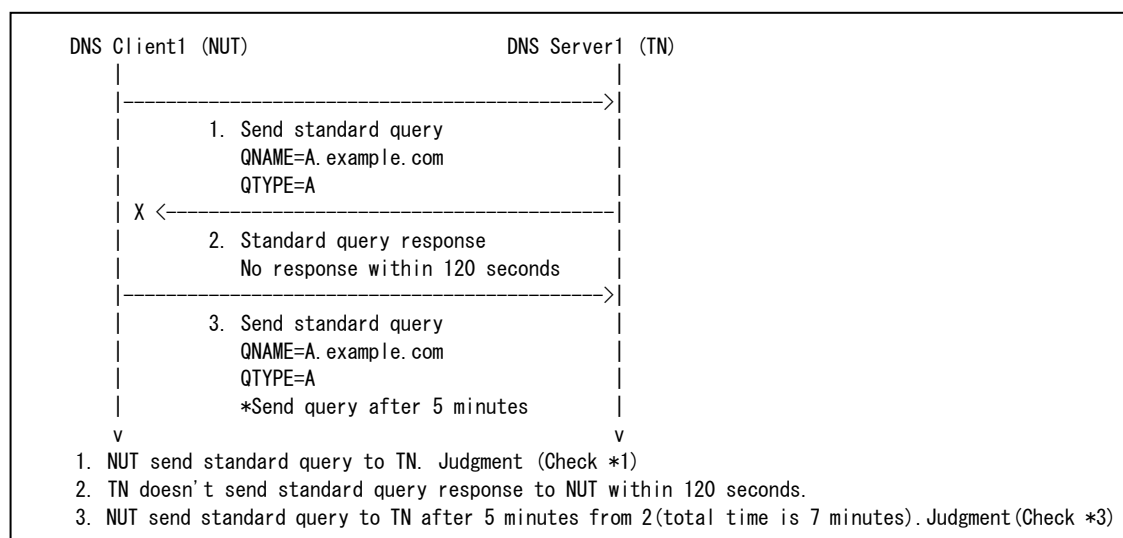 DNS Client1 (NUT) DNS Server1 (TN)
| |
|--------------------------------------------->|
| 1. Send standard query |
| QNAME=A.example.com |
| QTYPE=A |
| X <------------------------------------------|
| 2. Standard query response |
| No response within 120 seconds |
|--------------------------------------------->|
| 3. Send standard query |
| QNAME=A.example.com |
| QTYPE=A |
| *Send query after 5 minutes |
v v
1. NUT send standard query to TN. Judgment (Check *1)
2. TN doesn't send standard query response to NUT within 120 seconds.
3. NUT send standard query to TN after 5 minutes from 2(total time is 7 minutes).Judgment(Check *3)